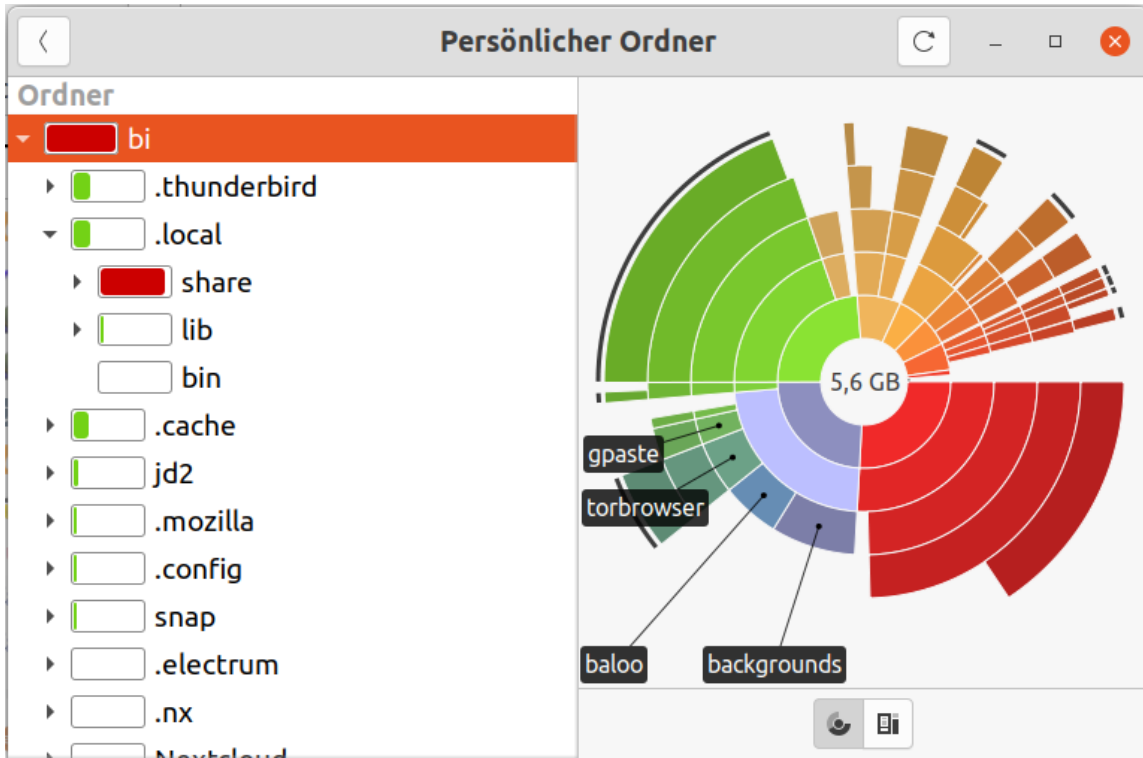 Persönlicher Ordner
Ordner
bi
.thunderbird
.local
share
lib
bin
.cache
jd2
.mozilla
.config
snap
.electrum
.nx
Nextcloud
5,6 GB
gpaste
torbrowser
baloo
backgrounds